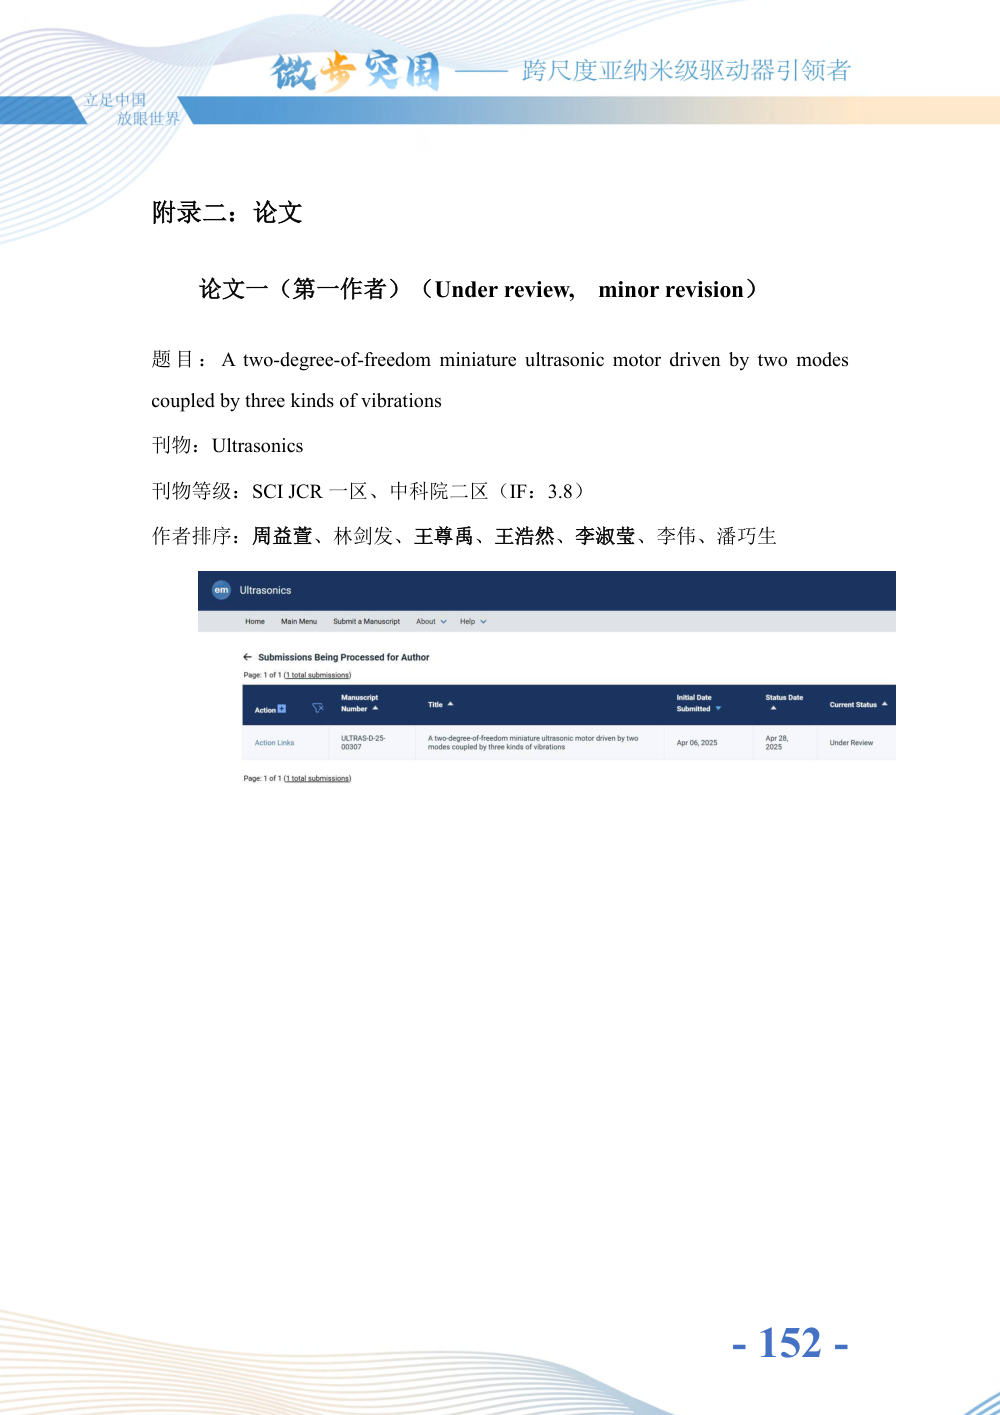 微步突围 —— 跨尺度亚纳米级驱动器引领者
立足中国
放眼世界
附录二：论文
论文一（第一作者）（Under review, minor revision）
题目：A two-degree-of-freedom miniature ultrasonic motor driven by two modes
coupled by three kinds of vibrations
刊物：Ultrasonics
刊物等级：SCI JCR 一区、中科院二区（IF：3.8）
作者排序：周益萱、林剑发、王尊禹、王浩然、李淑莹、李伟、潘巧生
em Ultrasonics
Home Main Menu Submit a Manuscript About Help
← Submissions Being Processed for Author
Page: 1 of 1 (1 total submissions)
Action Manuscript Number Title Initial Date Submitted Status Date Current Status
Action Links ULTRAS-D-25-00307 A two-degree-of-freedom miniature ultrasonic motor driven by two modes coupled by three kinds of vibrations Apr 06, 2025 Apr 28, 2025 Under Review
Page: 1 of 1 (1 total submissions)
- 152 -